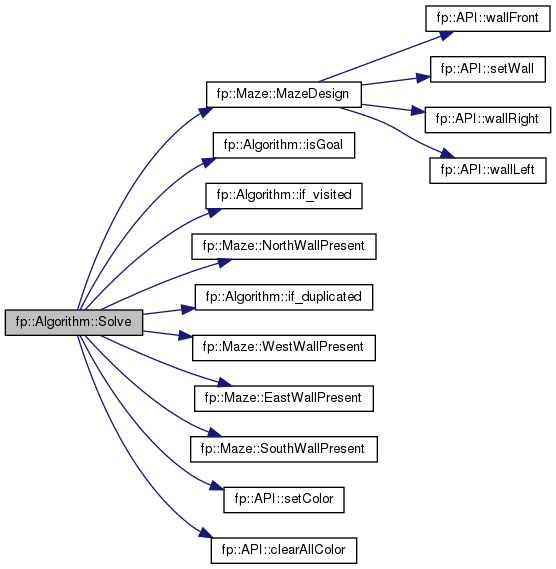 fp::API::wallFront
fp::API::setWall
fp::Maze::MazeDesign
fp::API::wallRight
fp::Algorithm::isGoal
fp::API::wallLeft
fp::Algorithm::if_visited
fp::Maze::NorthWallPresent
fp::Algorithm::if_duplicated
fp::Algorithm::Solve
fp::Maze::WestWallPresent
fp::Maze::EastWallPresent
fp::Maze::SouthWallPresent
fp::API::setColor
fp::API::clearAllColor